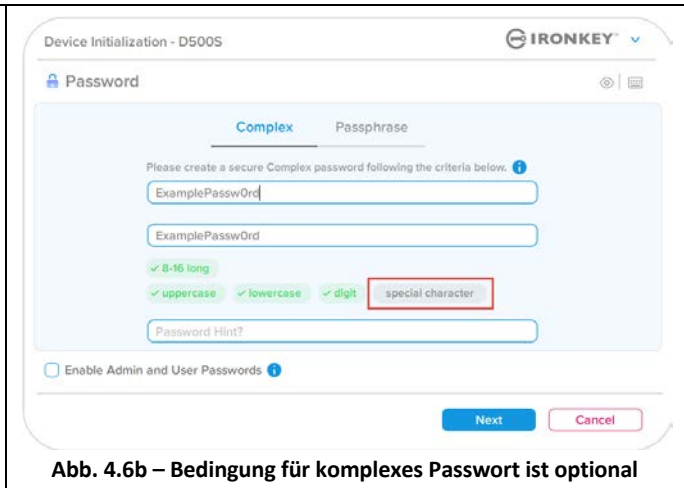 Device Initialization - D500S IRONKEY™
Password
Complex Passphrase
Please create a secure Complex password following the criteria below.
ExamplePassw0rd
ExamplePassw0rd
✓ 8-16 long
✓ uppercase ✓ lowercase ✓ digit special character
Password Hint?
Enable Admin and User Passwords
Next Cancel
Abb. 4.6b – Bedingung für komplexes Passwort ist optional